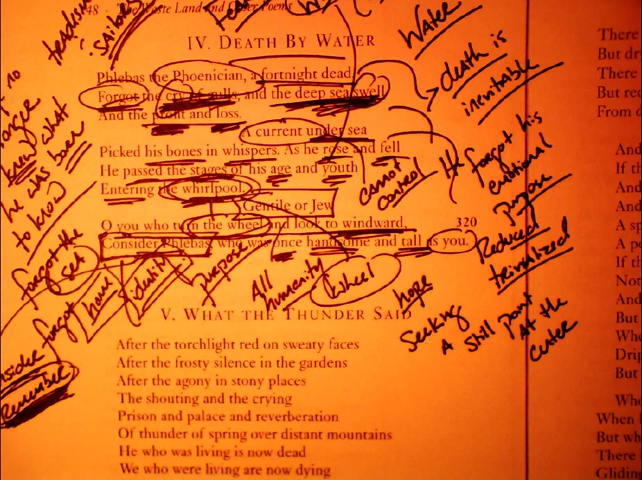 48 · The Waste Land and Other Poems
IV. DEATH BY WATER
Phlebas the Phoenician, a fortnight dead,
Forgot the cry of gulls, and the deep sea swell
And the profit and loss.
A current under sea
Picked his bones in whispers. As he rose and fell
He passed the stages of his age and youth
Entering the whirlpool.
Gentile or Jew
O you who turn the wheel and look to windward, 320
Consider Phlebas, who was once handsome and tall as you.
V. WHAT THE THUNDER SAID
After the torchlight red on sweaty faces
After the frosty silence in the gardens
After the agony in stony places
The shouting and the crying
Prison and palace and reverberation
Of thunder of spring over distant mountains
He who was living is now dead
We who were living are now dying
Water
death is
inevitable
cannot
control
He forgot his
emotional
purpose
Reduced
trivialized
hope
Seeking
A still point
At the
center
wheel
All
humanity
purpose
identity
home
forgot
forgot the
self
Remember
knew what
he was born
to know
sailor
There
But
There
But
From
And
If th
And
And
A sp
A p
If th
Not
And
But
Whe
Drip
But
Who
When
But wh
There
Gliding